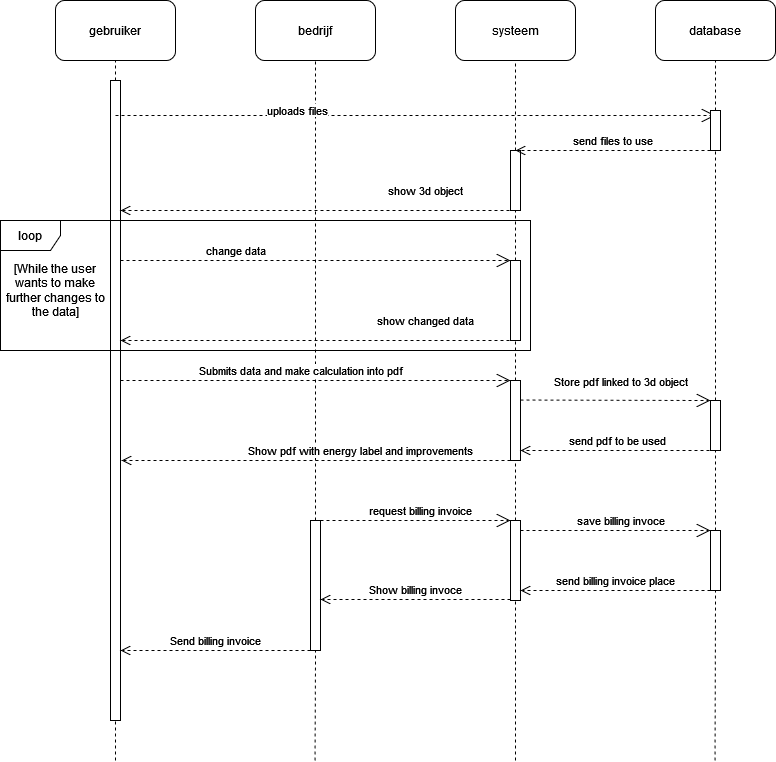 gebruiker
bedrijf
systeem
database
uploads files
send files to use
show 3d object
loop
change data
[While the user
wants to make
further changes to
the data]
show changed data
Submits data and make calculation into pdf
Store pdf linked to 3d object
send pdf to be used
Show pdf with energy label and improvements
request billing invoice
save billing invoce
send billing invoice place
Show billing invoce
Send billing invoice